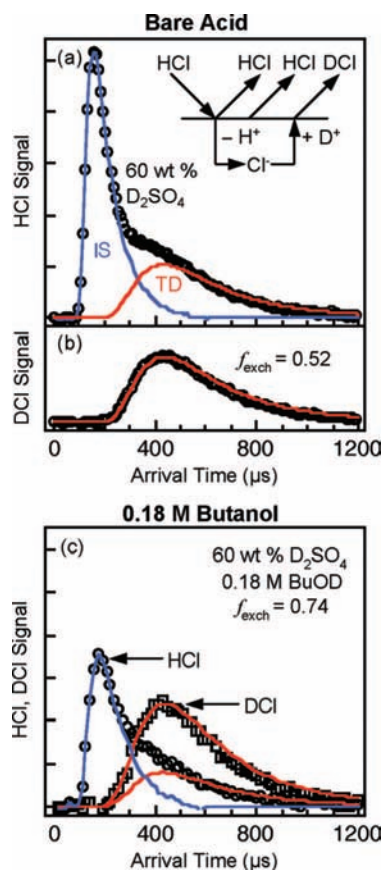 Bare Acid
(a)
HCl HCl HCl DCl
– H⁺ + D⁺
Cl⁻
60 wt %
D₂SO₄
IS
TD
HCl Signal
(b)
fexch = 0.52
DCl Signal
0 400 800 1200
Arrival Time (μs)
0.18 M Butanol
(c)
60 wt % D₂SO₄
0.18 M BuOD
fexch = 0.74
HCl
DCl
HCl, DCl Signal
0 400 800 1200
Arrival Time (μs)